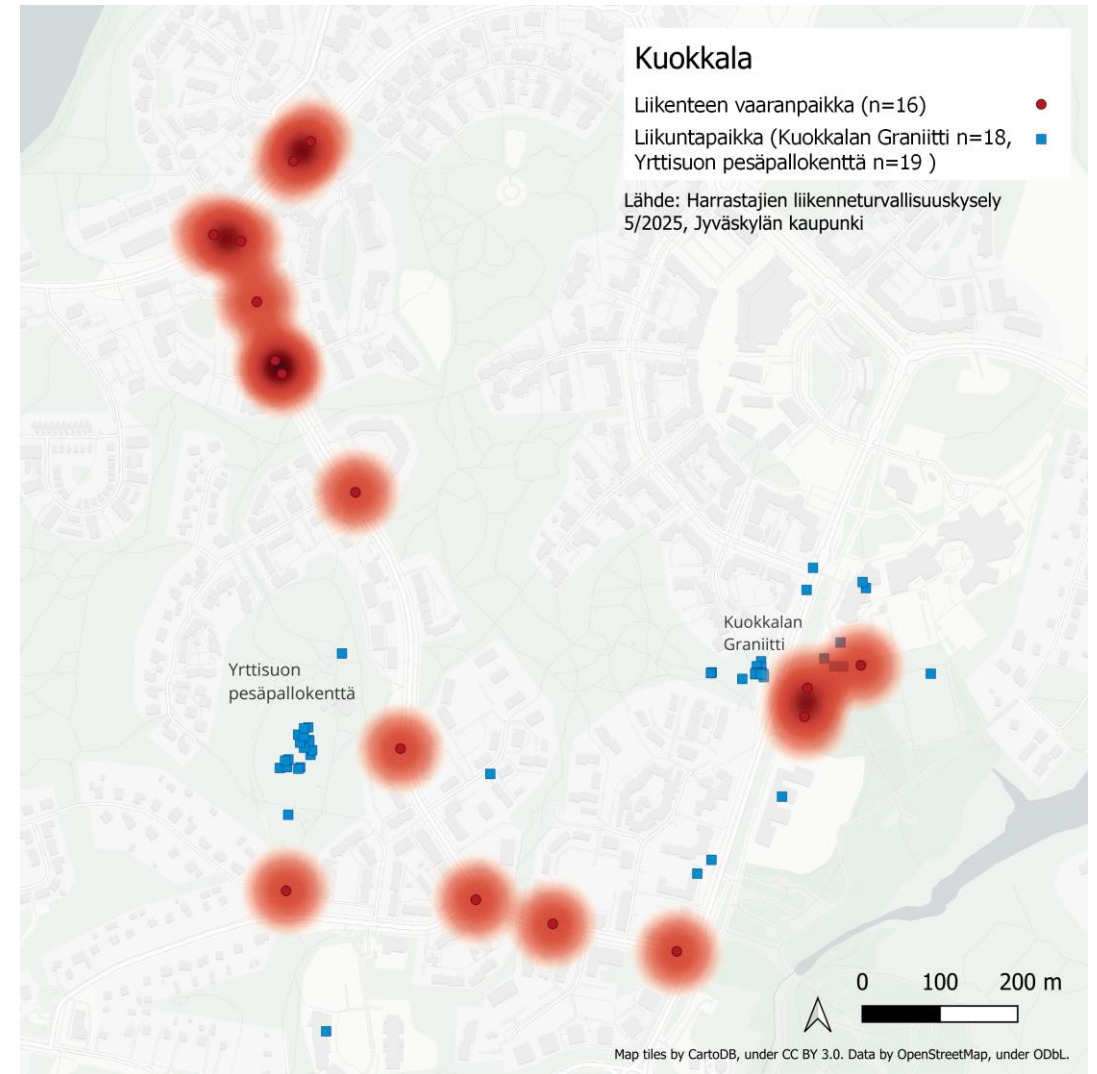 Kuokkala
Liikenteen vaaranpaikka (n=16)
Liikuntapaikka (Kuokkalan Graniitti n=18,
Yrttisuon pesäpallokenttä n=19 )
Lähde: Harrastajien liikenneturvallisuuskysely
5/2025, Jyväskylän kaupunki
Kuokkalan
Graniitti
Yrttisuon
pesäpallokenttä
0 100 200 m
Map tiles by CartoDB, under CC BY 3.0. Data by OpenStreetMap, under ODbL.